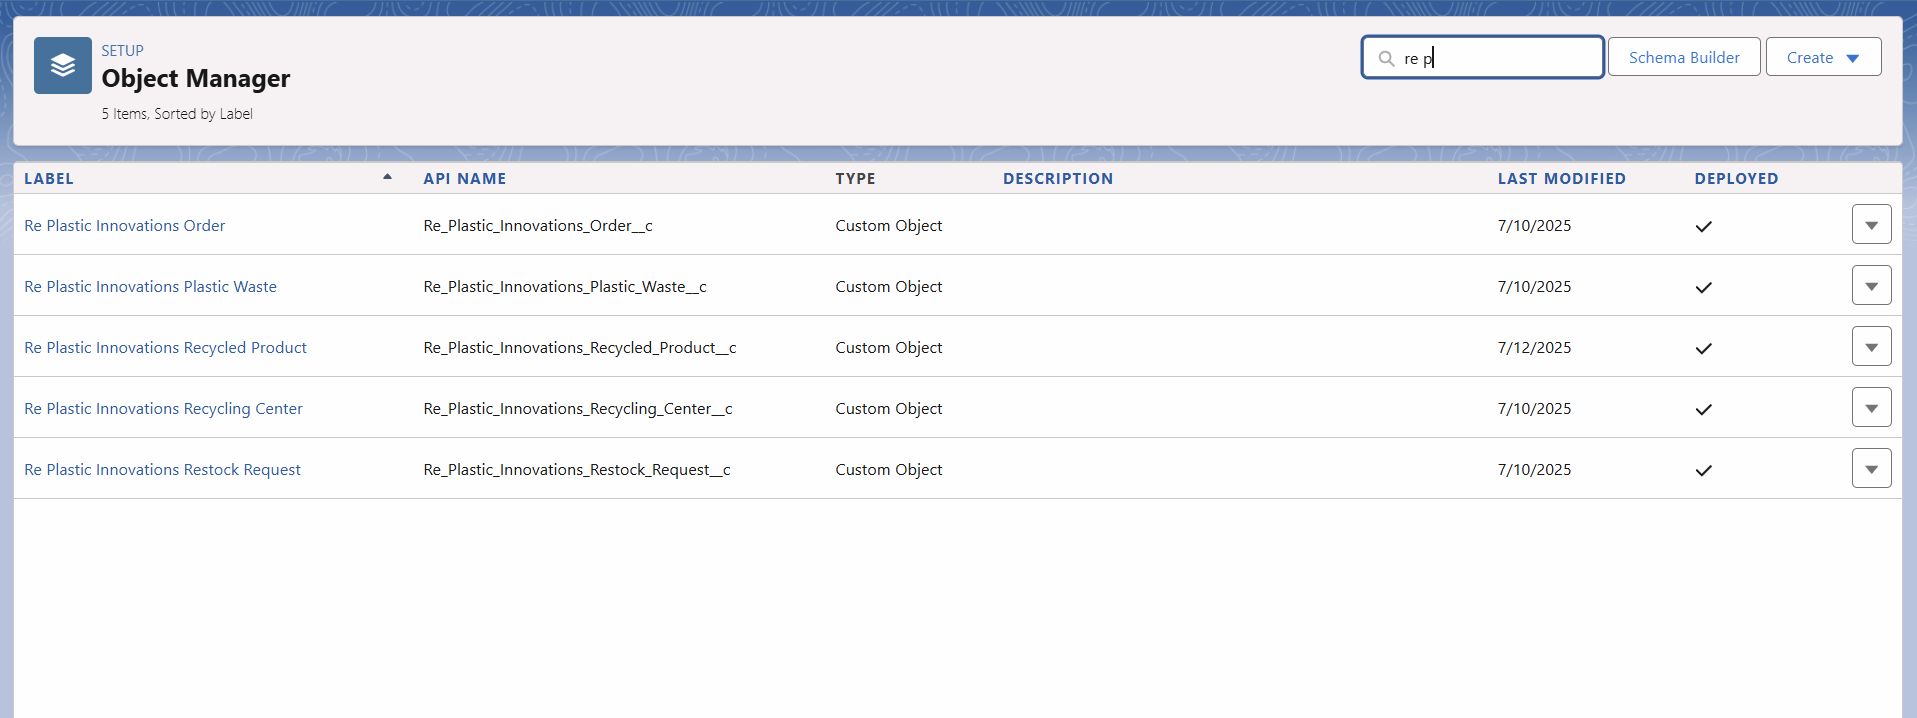 SETUP
Object Manager
5 Items, Sorted by Label
re p
Schema Builder
Create
LABEL API NAME TYPE DESCRIPTION LAST MODIFIED DEPLOYED
Re Plastic Innovations Order Re_Plastic_Innovations_Order__c Custom Object 7/10/2025
Re Plastic Innovations Plastic Waste Re_Plastic_Innovations_Plastic_Waste__c Custom Object 7/10/2025
Re Plastic Innovations Recycled Product Re_Plastic_Innovations_Recycled_Product__c Custom Object 7/12/2025
Re Plastic Innovations Recycling Center Re_Plastic_Innovations_Recycling_Center__c Custom Object 7/10/2025
Re Plastic Innovations Restock Request Re_Plastic_Innovations_Restock_Request__c Custom Object 7/10/2025